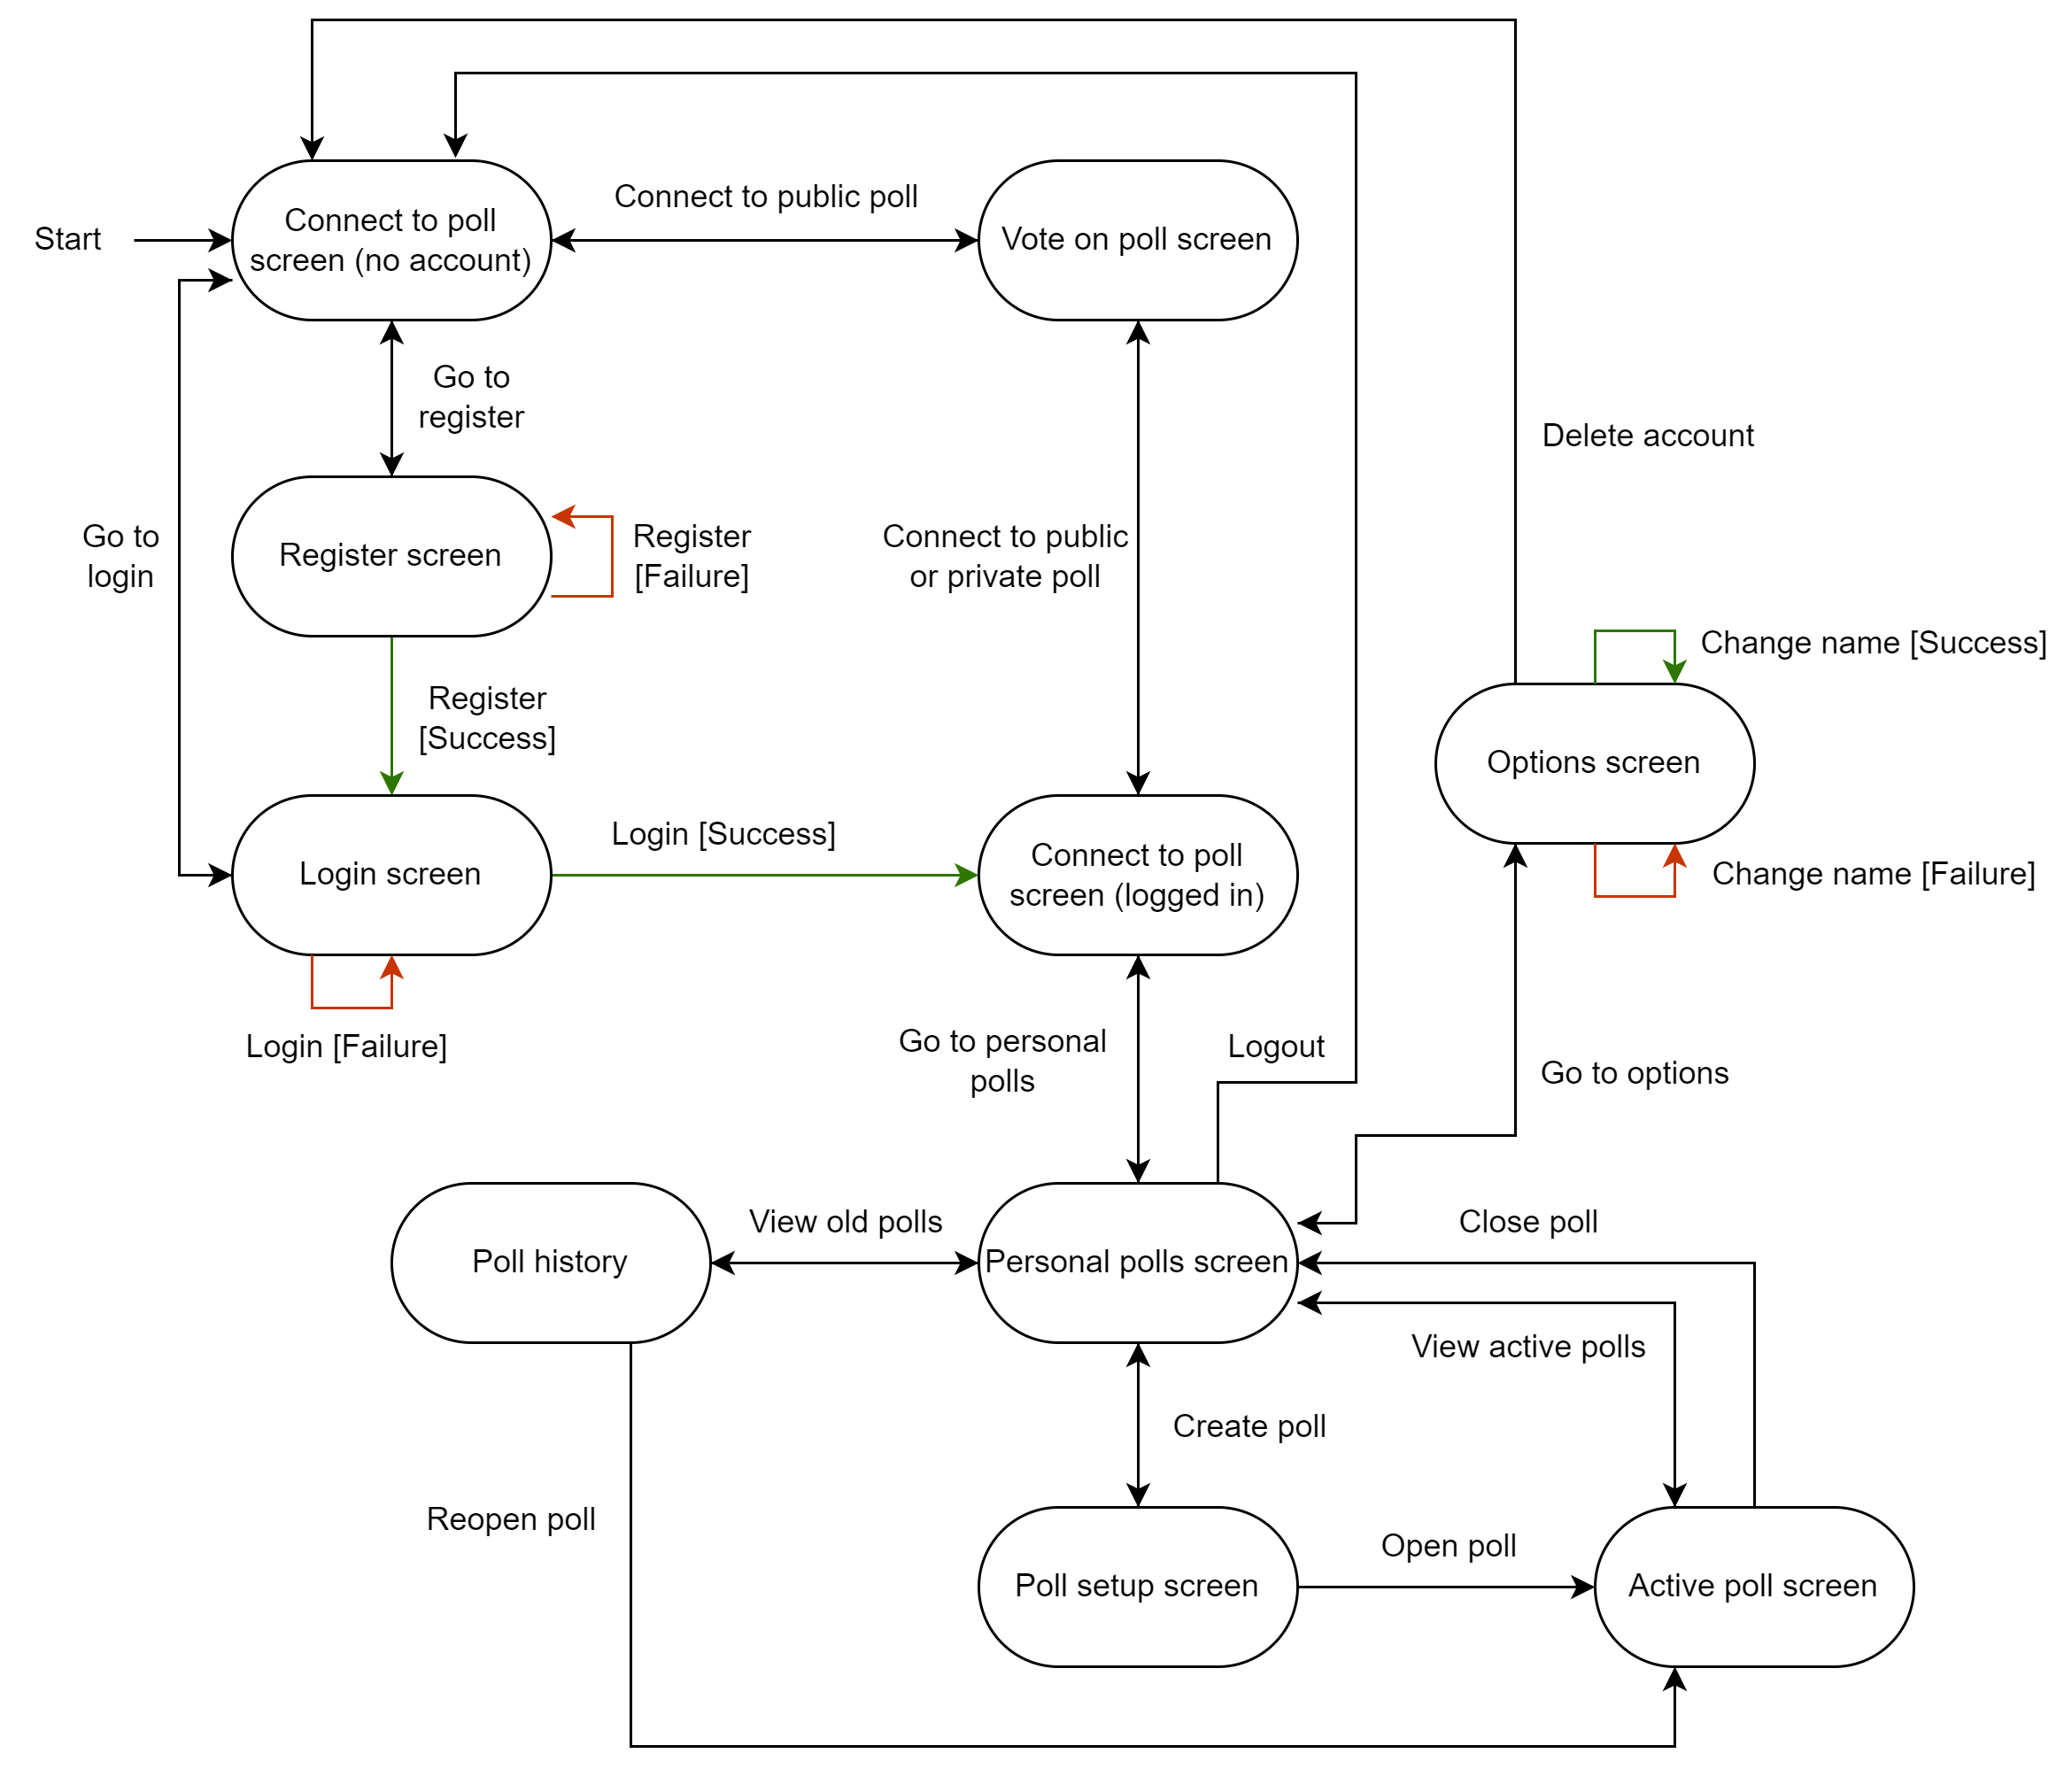 Connect to public poll
Start
Connect to poll
screen (no account)
Vote on poll screen
Go to
register
Delete account
Go to
login
Register screen
Register
[Failure]
Connect to public
or private poll
Change name [Success]
Register
[Success]
Options screen
Login [Success]
Login screen
Connect to poll
screen (logged in)
Change name [Failure]
Login [Failure]
Go to personal
polls
Logout
Go to options
View old polls
Close poll
Poll history
Personal polls screen
View active polls
Create poll
Reopen poll
Open poll
Poll setup screen
Active poll screen